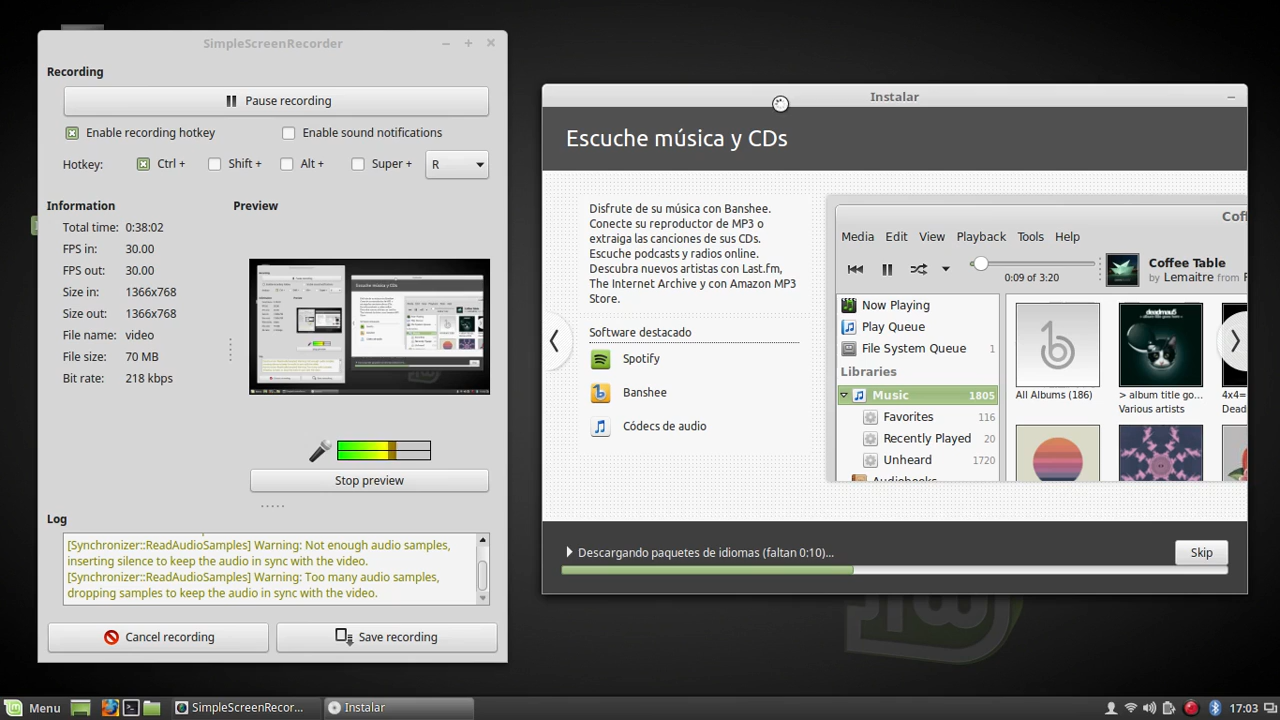 SimpleScreenRecorder
Recording
Pause recording
Enable recording hotkey
Enable sound notifications
Hotkey:
Ctrl +
Shift +
Alt +
Super +
R
Information
Preview
Total time: 0:38:02
FPS in: 30.00
FPS out: 30.00
Size in: 1366x768
Size out: 1366x768
File name: video
File size: 70 MB
Bit rate: 218 kbps
Stop preview
Log
[Synchronizer::ReadAudioSamples] Warning: Not enough audio samples,
inserting silence to keep the audio in sync with the video.
[Synchronizer::ReadAudioSamples] Warning: Too many audio samples,
dropping samples to keep the audio in sync with the video.
Cancel recording
Save recording
Instalar
Escuche música y CDs
Disfrute de su música con Banshee.
Conecte su reproductor de MP3 o
extraiga las canciones de sus CDs.
Escuche podcasts y radios online.
Descubra nuevos artistas con Last.fm,
The Internet Archive y con Amazon MP3
Store.
Software destacado
Spotify
Banshee
Códecs de audio
Coff
Media Edit View Playback Tools Help
0:09 of 3:20
Coffee Table
by Lemaitre from F
Now Playing
Play Queue
File System Queue 1
Libraries
Music 1805
Favorites 116
Recently Played 20
Unheard 1720
Audiobooks
All Albums (186)
> album title go...
Various artists
4x4=
Dead
Descargando paquetes de idiomas (faltan 0:10)...
Skip
Menu
SimpleScreenRecor...
Instalar
17:03